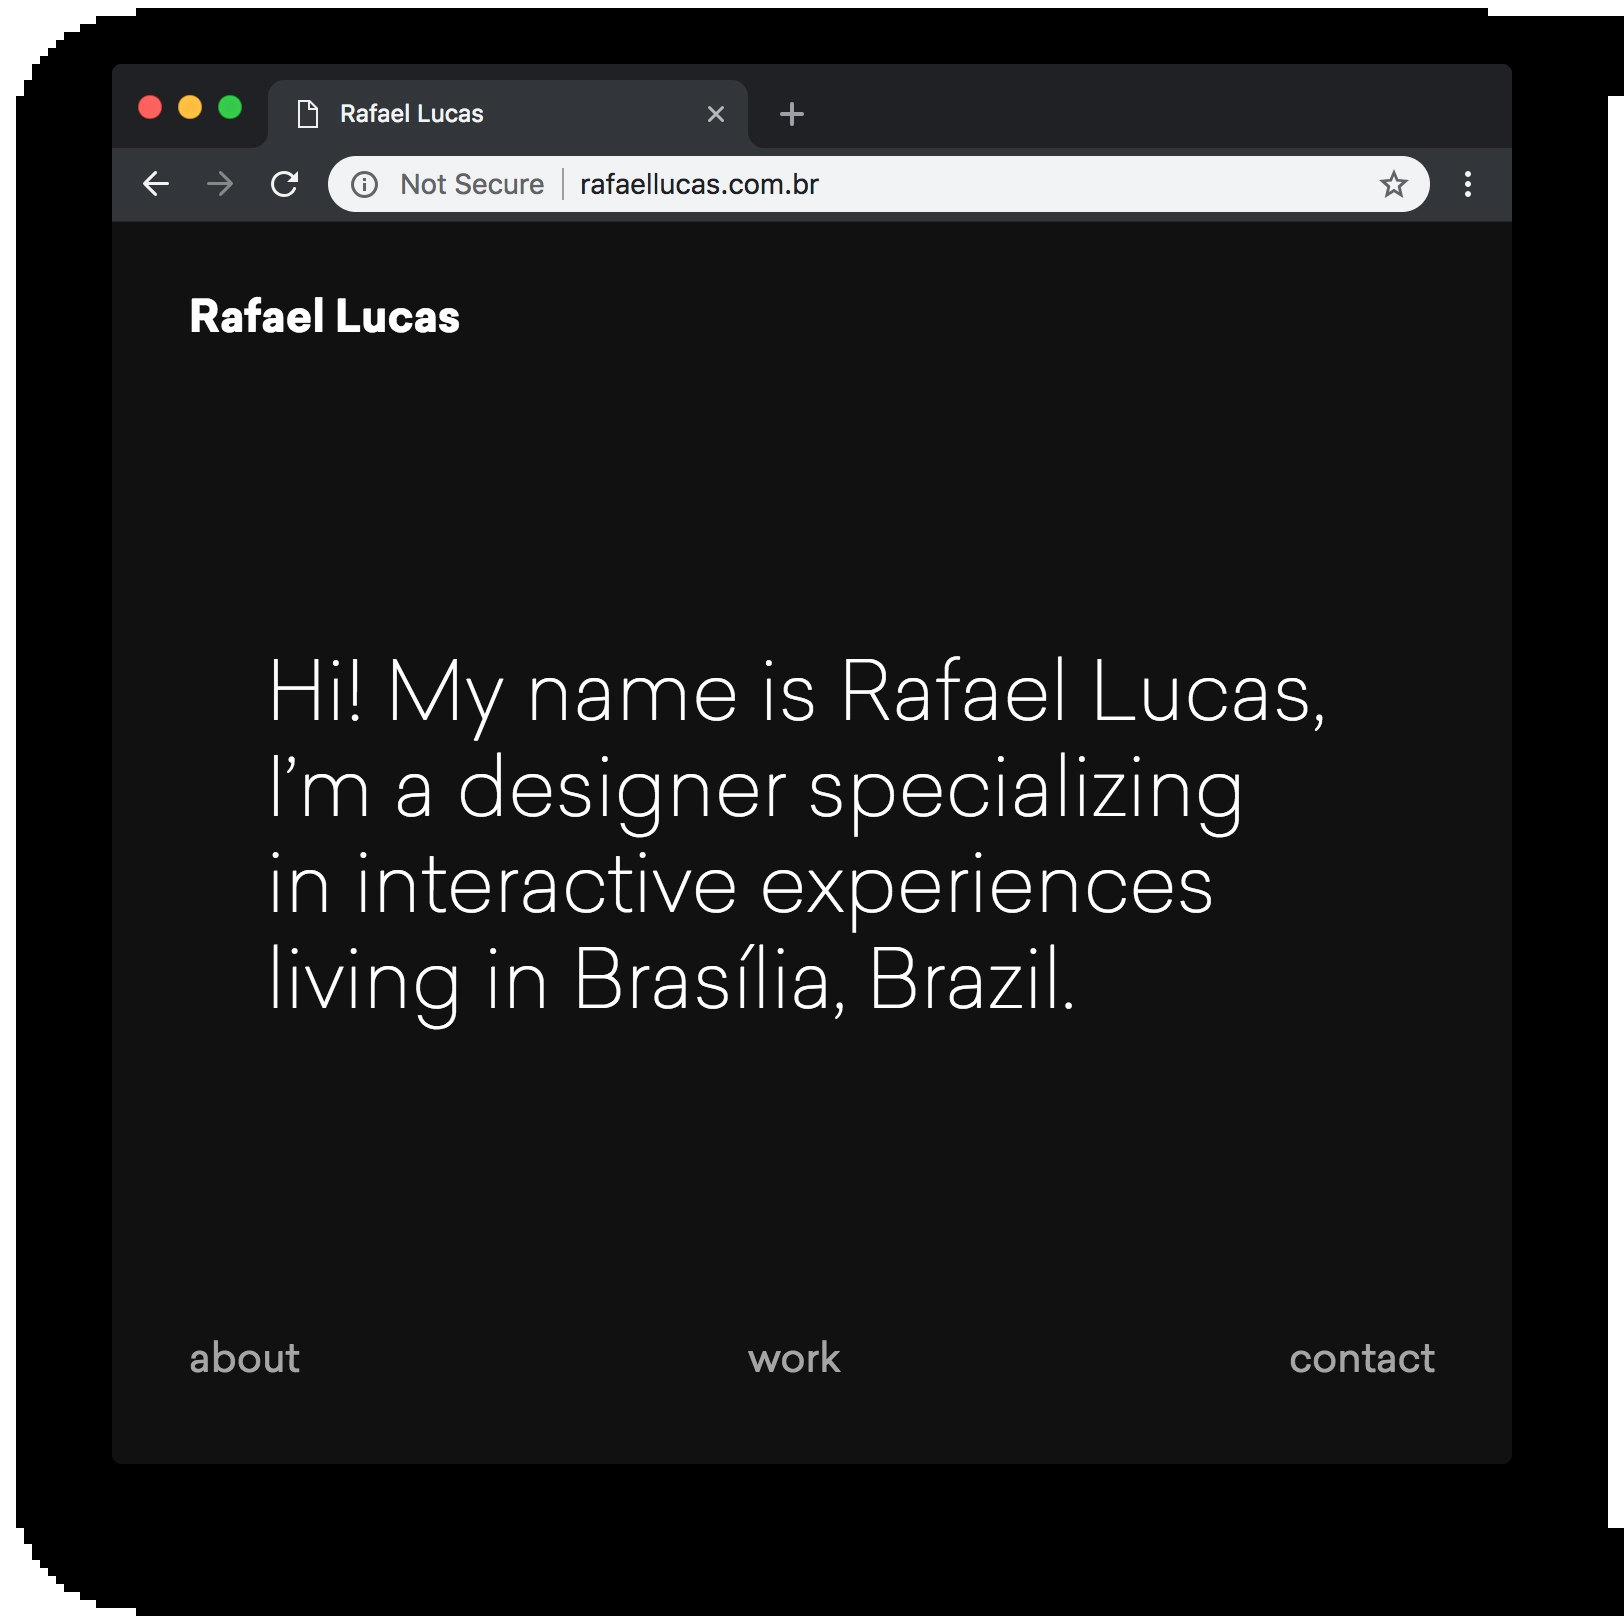 Rafael Lucas
Not Secure rafaellucas.com.br
Rafael Lucas
Hi! My name is Rafael Lucas,
I’m a designer specializing
in interactive experiences
living in Brasília, Brazil.
about work contact